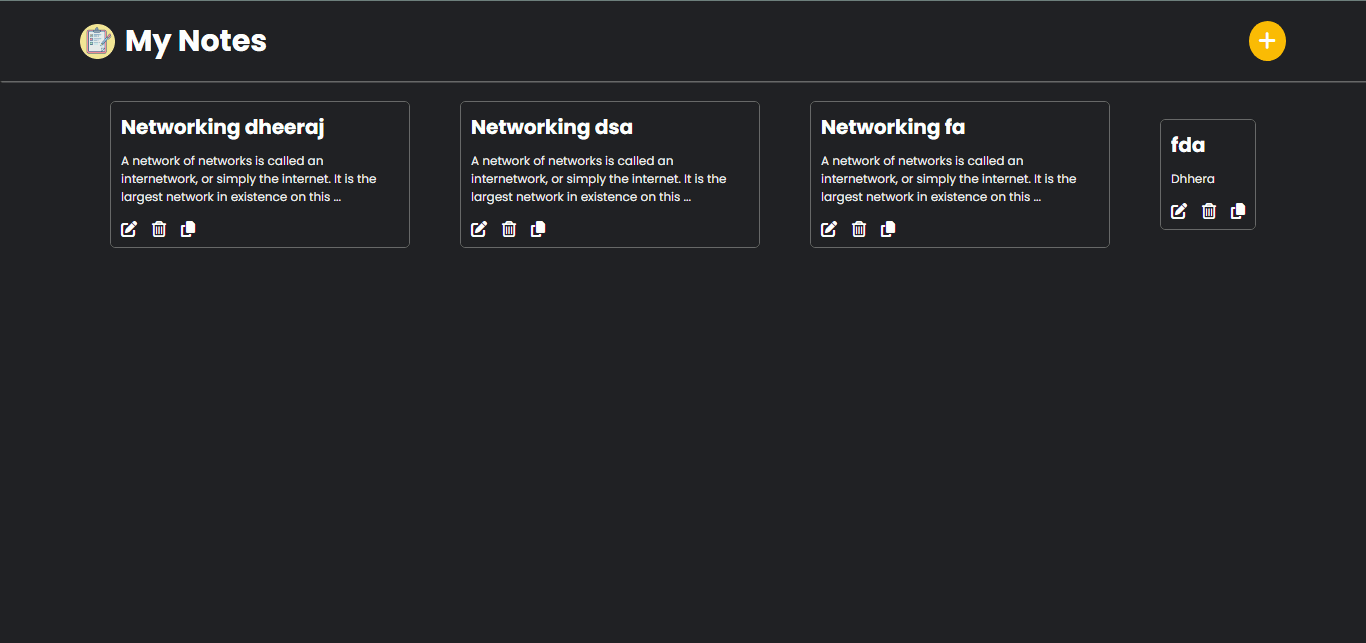 My Notes
Networking dheeraj
A network of networks is called an
internetwork, or simply the internet. It is the
largest network in existence on this ...
Networking dsa
A network of networks is called an
internetwork, or simply the internet. It is the
largest network in existence on this ...
Networking fa
A network of networks is called an
internetwork, or simply the internet. It is the
largest network in existence on this ...
fda
Dhhera